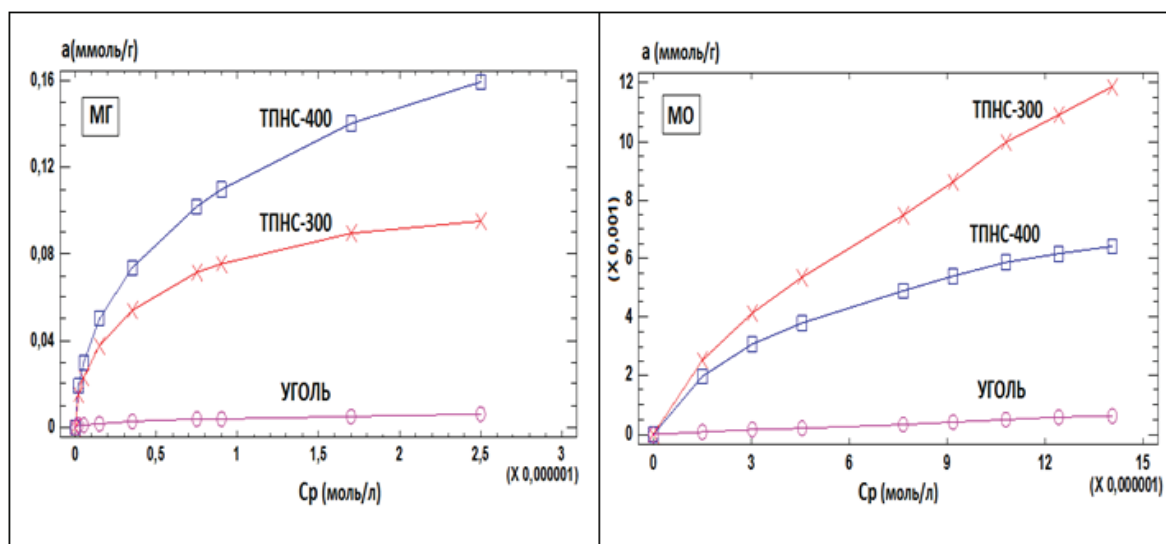 а(ммоль/г)
0,16
МГ
ТПНС-400
0,12
ТПНС-300
0,08
0,04
УГОЛЬ
0
0 0,5 1 1,5 2 2,5 3
(Х 0,000001)
Ср (моль/л)
а (ммоль/г)
12
МО
ТПНС-300
10
8
(Х 0,001)
6
ТПНС-400
4
2
УГОЛЬ
0
0 3 6 9 12 15
(Х 0,000001)
Ср (моль/л)